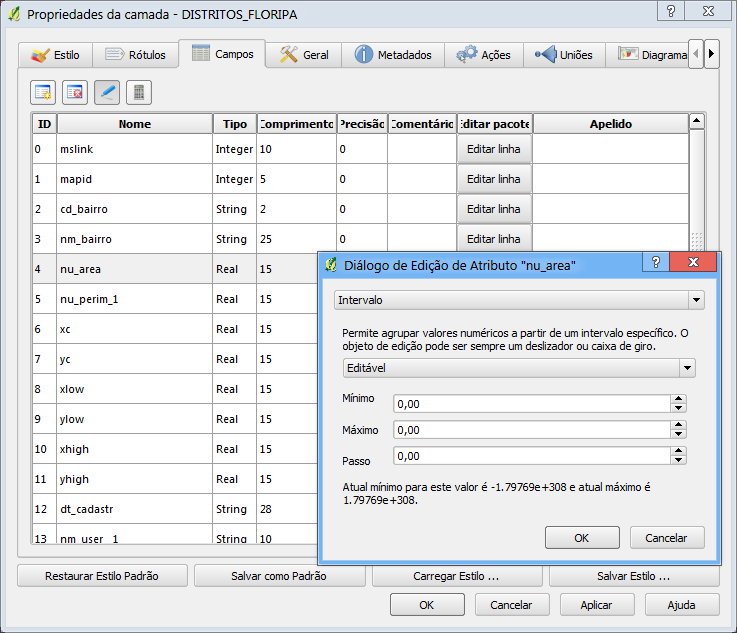 Propriedades da camada - DISTRITOS_FLORIPA
?
Estilo Rótulos Campos Geral Metadados Ações Uniões Diagrama
ID Nome Tipo Comprimento Precisão Comentário Editar pacote Apelido
0 mslink Integer 10 0 Editar linha
1 mapid Integer 5 0 Editar linha
2 cd_bairro String 2 0 Editar linha
3 nm_bairro String 25 0 Editar linha
4 nu_area Real 15
5 nu_perim_1 Real 15
6 xc Real 15
7 yc Real 15
8 xlow Real 15
9 ylow Real 15
10 xhigh Real 15
11 yhigh Real 15
12 dt_cadastr String 28
13 nm_user_1 String 10
Diálogo de Edição de Atributo "nu_area"
?
Intervalo
Permite agrupar valores numéricos a partir de um intervalo específico. O
objeto de edição pode ser sempre um deslizador ou caixa de giro.
Editável
Mínimo 0,00
Máximo 0,00
Passo 0,00
Atual mínimo para este valor é -1.79769e+308 e atual máximo é
1.79769e+308.
OK Cancelar
Restaurar Estilo Padrão Salvar como Padrão Carregar Estilo ... Salvar Estilo ...
OK Cancelar Aplicar Ajuda